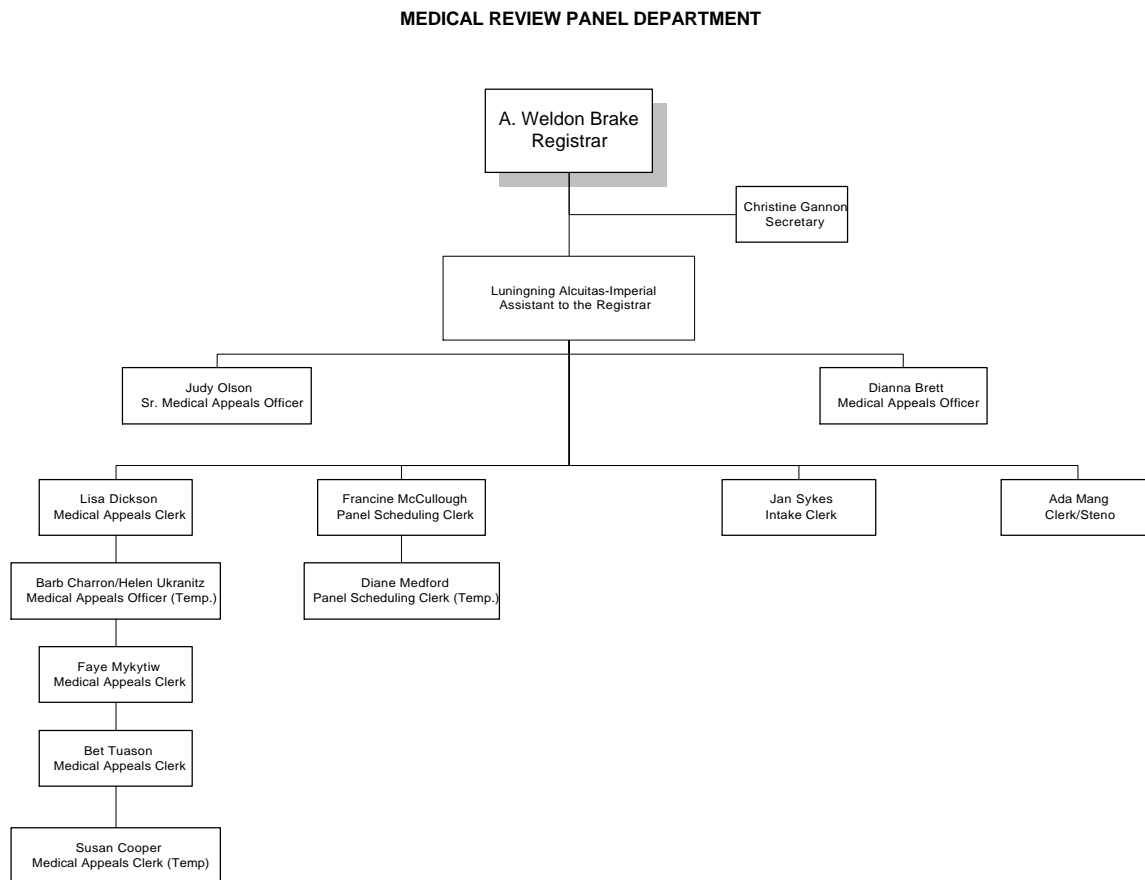 MEDICAL REVIEW PANEL DEPARTMENT
A. Weldon Brake
Registrar
Christine Gannon
Secretary
Luningning Alcuitas-Imperial
Assistant to the Registrar
Judy Olson
Sr. Medical Appeals Officer
Dianna Brett
Medical Appeals Officer
Lisa Dickson
Medical Appeals Clerk
Francine McCullough
Panel Scheduling Clerk
Jan Sykes
Intake Clerk
Ada Mang
Clerk/Steno
Barb Charron/Helen Ukranitz
Medical Appeals Officer (Temp.)
Diane Medford
Panel Scheduling Clerk (Temp.)
Faye Mykytiw
Medical Appeals Clerk
Bet Tuason
Medical Appeals Clerk
Susan Cooper
Medical Appeals Clerk (Temp)